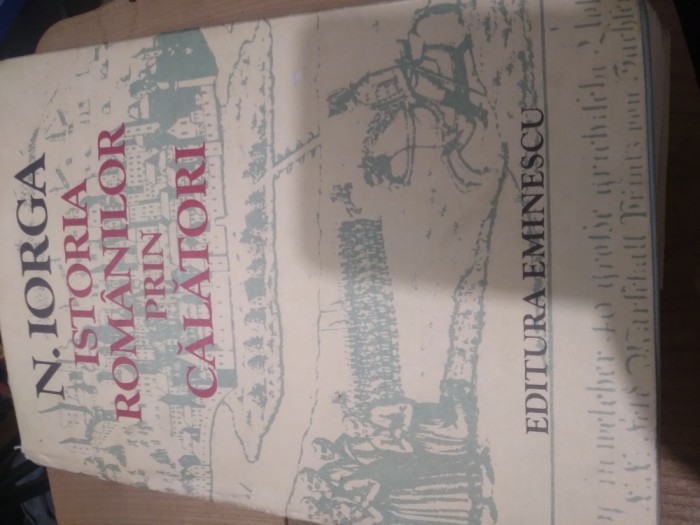 N. IORGA
ISTORIA
ROMÂNILOR
PRIN
CĂLĂTORI
EDITURA EMINESCU